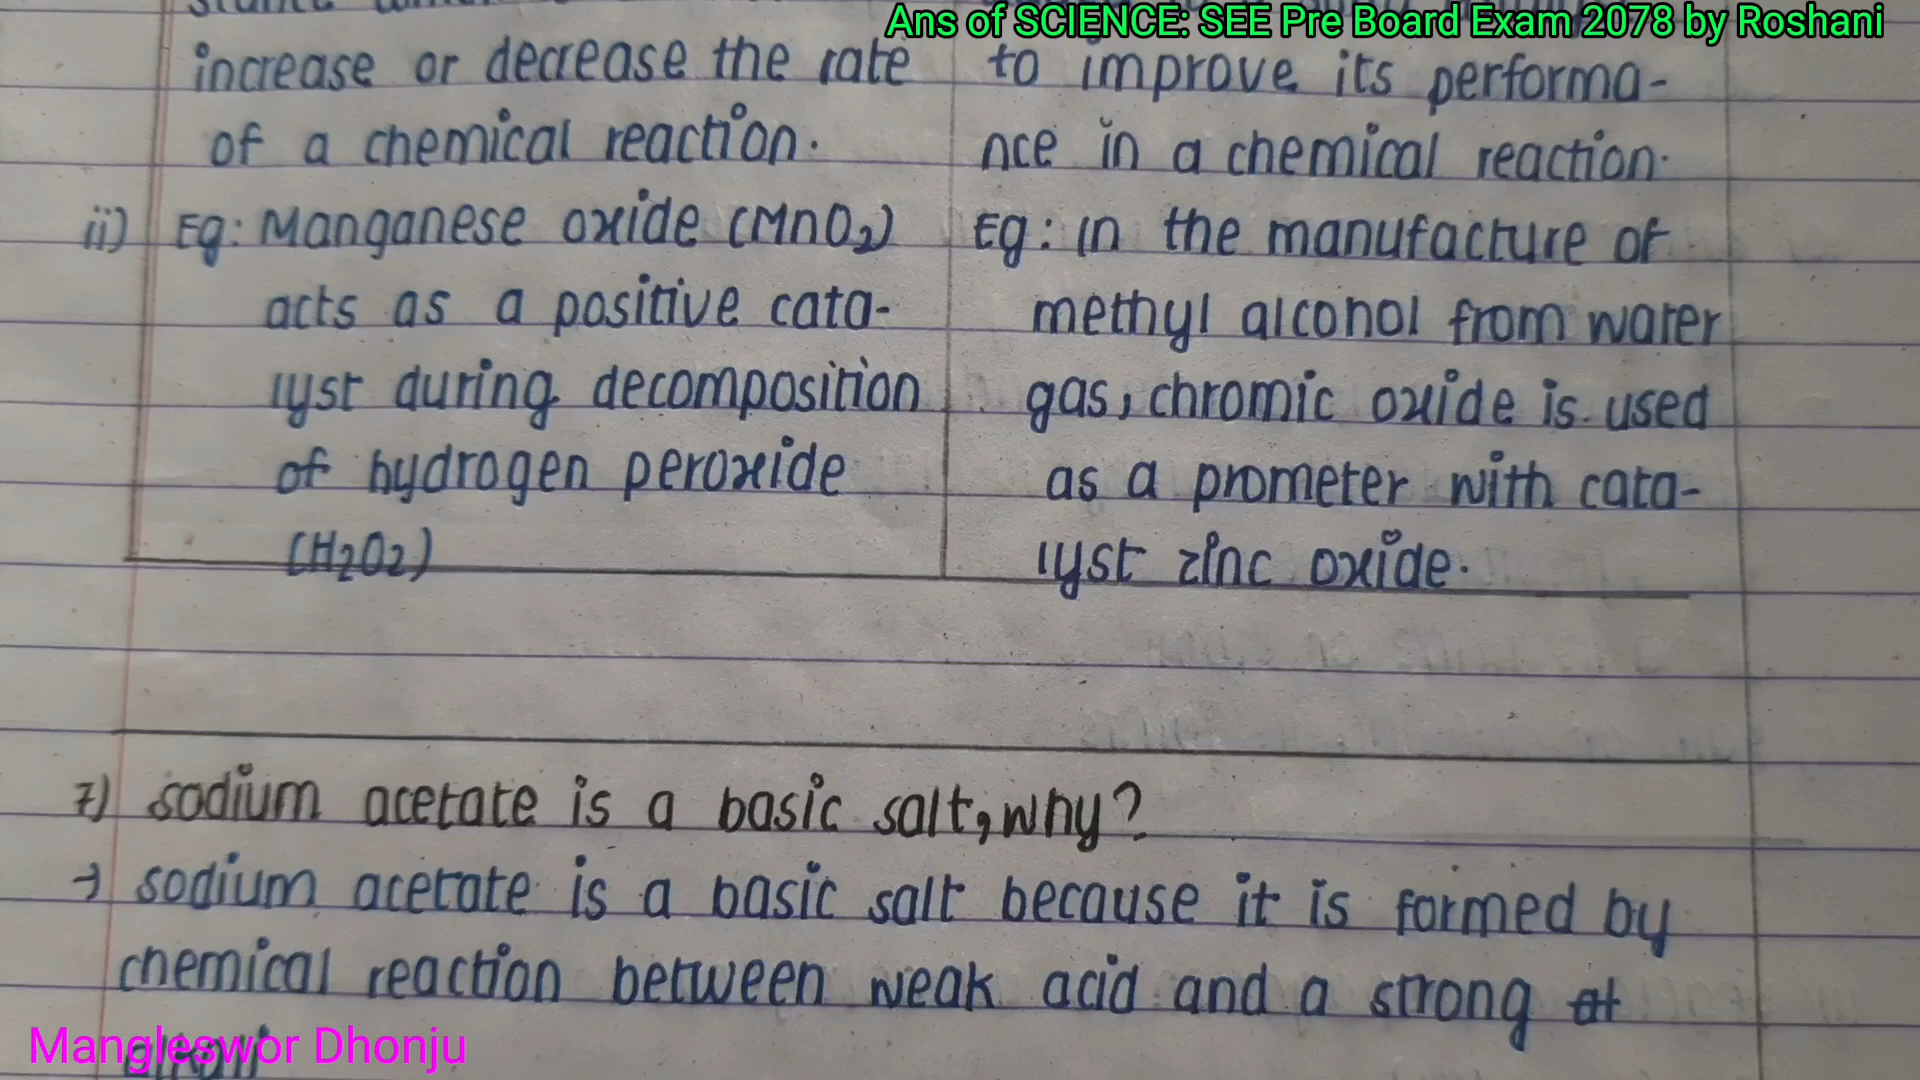 Ans of SCIENCE: SEE Pre Board Exam 2078 by Roshani
increase or decrease the rate
of a chemical reaction.
ii) Eg: Manganese oxide (MnO2)
acts as a positive cata-
lyst during decomposition
of hydrogen peroxide
(H2O2)
to improve its performa-
nce in a chemical reaction.
Eg: in the manufacture of
methyl alcohol from water
gas, chromic oxide is used
as a prometer with cata-
lyst zinc oxide.
7) sodium acetate is a basic salt, why?
→ sodium acetate is a basic salt because it is formed by
chemical reaction between weak acid and a strong
Mangleswor Dhonju